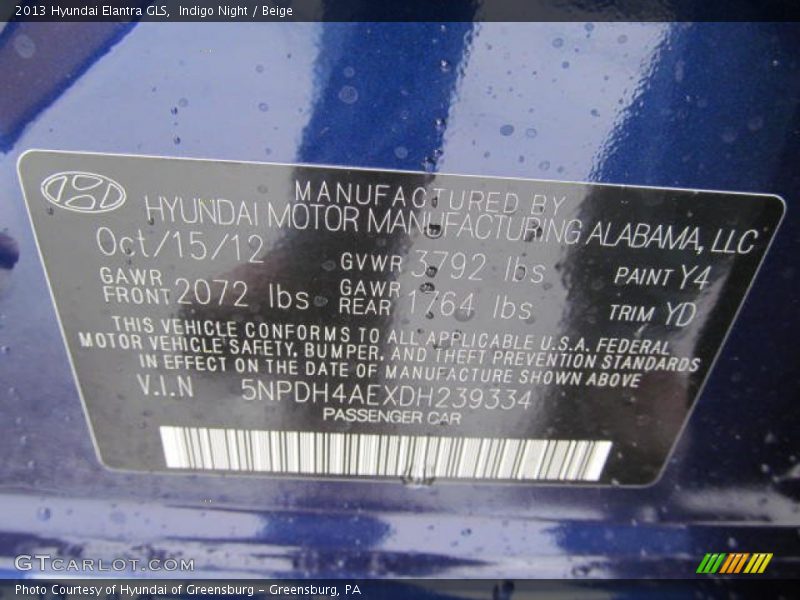 2013 Hyundai Elantra GLS, Indigo Night / Beige
MANUFACTURED BY
HYUNDAI MOTOR MANUFACTURING ALABAMA, LLC
Oct/15/12 GVWR 3792 lbs PAINT Y4
GAWR FRONT 2072 lbs GAWR REAR 1764 lbs TRIM YD
THIS VEHICLE CONFORMS TO ALL APPLICABLE U.S.A. FEDERAL
MOTOR VEHICLE SAFETY, BUMPER, AND THEFT PREVENTION STANDARDS
IN EFFECT ON THE DATE OF MANUFACTURE SHOWN ABOVE
V.I.N 5NPDH4AEXDH239334
PASSENGER CAR
GTCARLOT.COM
Photo Courtesy of Hyundai of Greensburg – Greensburg, PA